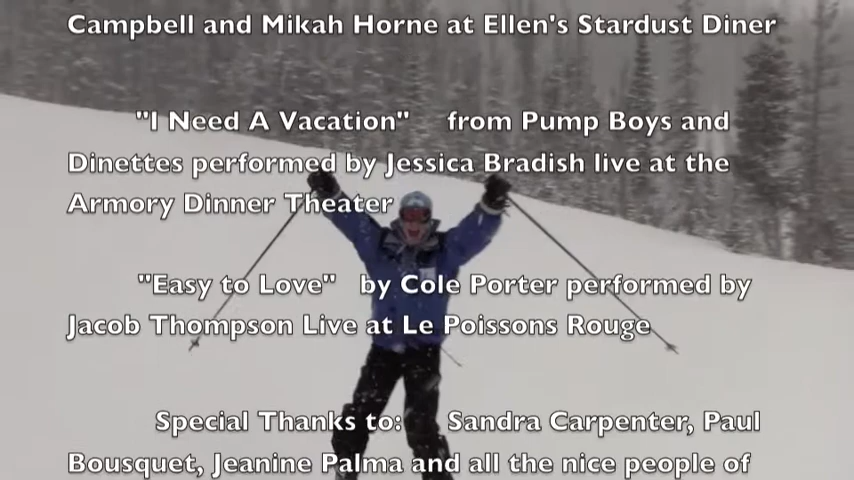 Campbell and Mikah Horne at Ellen's Stardust Diner
"I Need A Vacation" from Pump Boys and
Dinettes performed by Jessica Bradish live at the
Armory Dinner Theater
"Easy to Love" by Cole Porter performed by
Jacob Thompson Live at Le Poissons Rouge
Special Thanks to: Sandra Carpenter, Paul
Bousquet, Jeanine Palma and all the nice people of